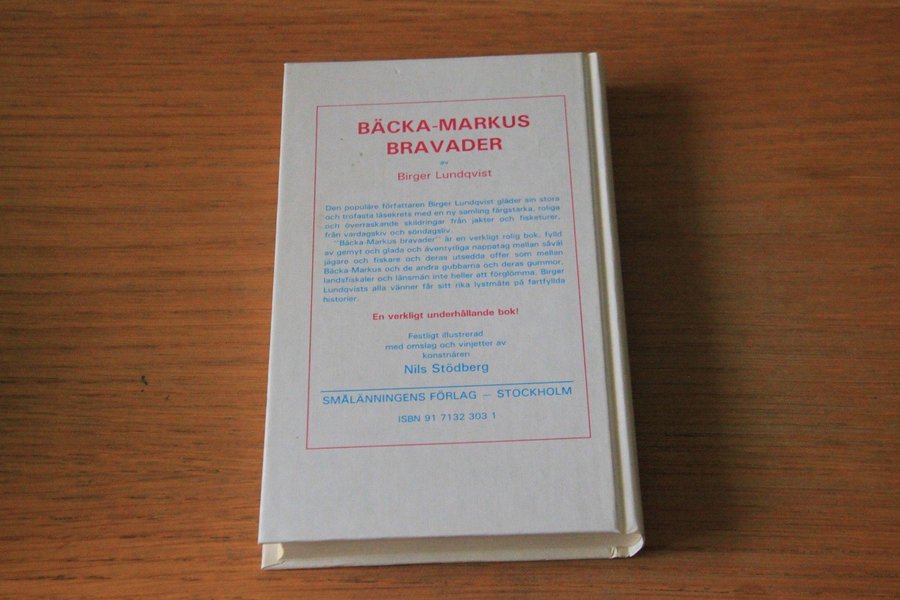 BÄCKA-MARKUS
BRAVADER
av
Birger Lundqvist
Den populäre författaren Birger Lundqvist gläder sin stora
och trofasta läsekrets med en ny samling färgstarka, roliga
och överraskande skildringar från jakter och fisketurer,
från vardagskiv och söndagsliv.
"Bäcka-Markus bravader" är en verkligt rolig bok, fylld
av gemyt och glada och äventyrliga nappatag mellan såväl
jägare och fiskare och deras utsedda offer som mellan
Bäcka-Markus och de andra gubbarna och deras gummor,
landsfiskaler och länsmän inte heller att förglömma. Birger
Lundqvists alla vänner får sitt rika lystmäte på fartfyllda
historier.
En verkligt underhållande bok!
Festligt illustrerad
med omslag och vinjetter av
konstnären
Nils Stödberg
SMÅLÄNNINGENS FÖRLAG – STOCKHOLM
ISBN 91 7132 303 1